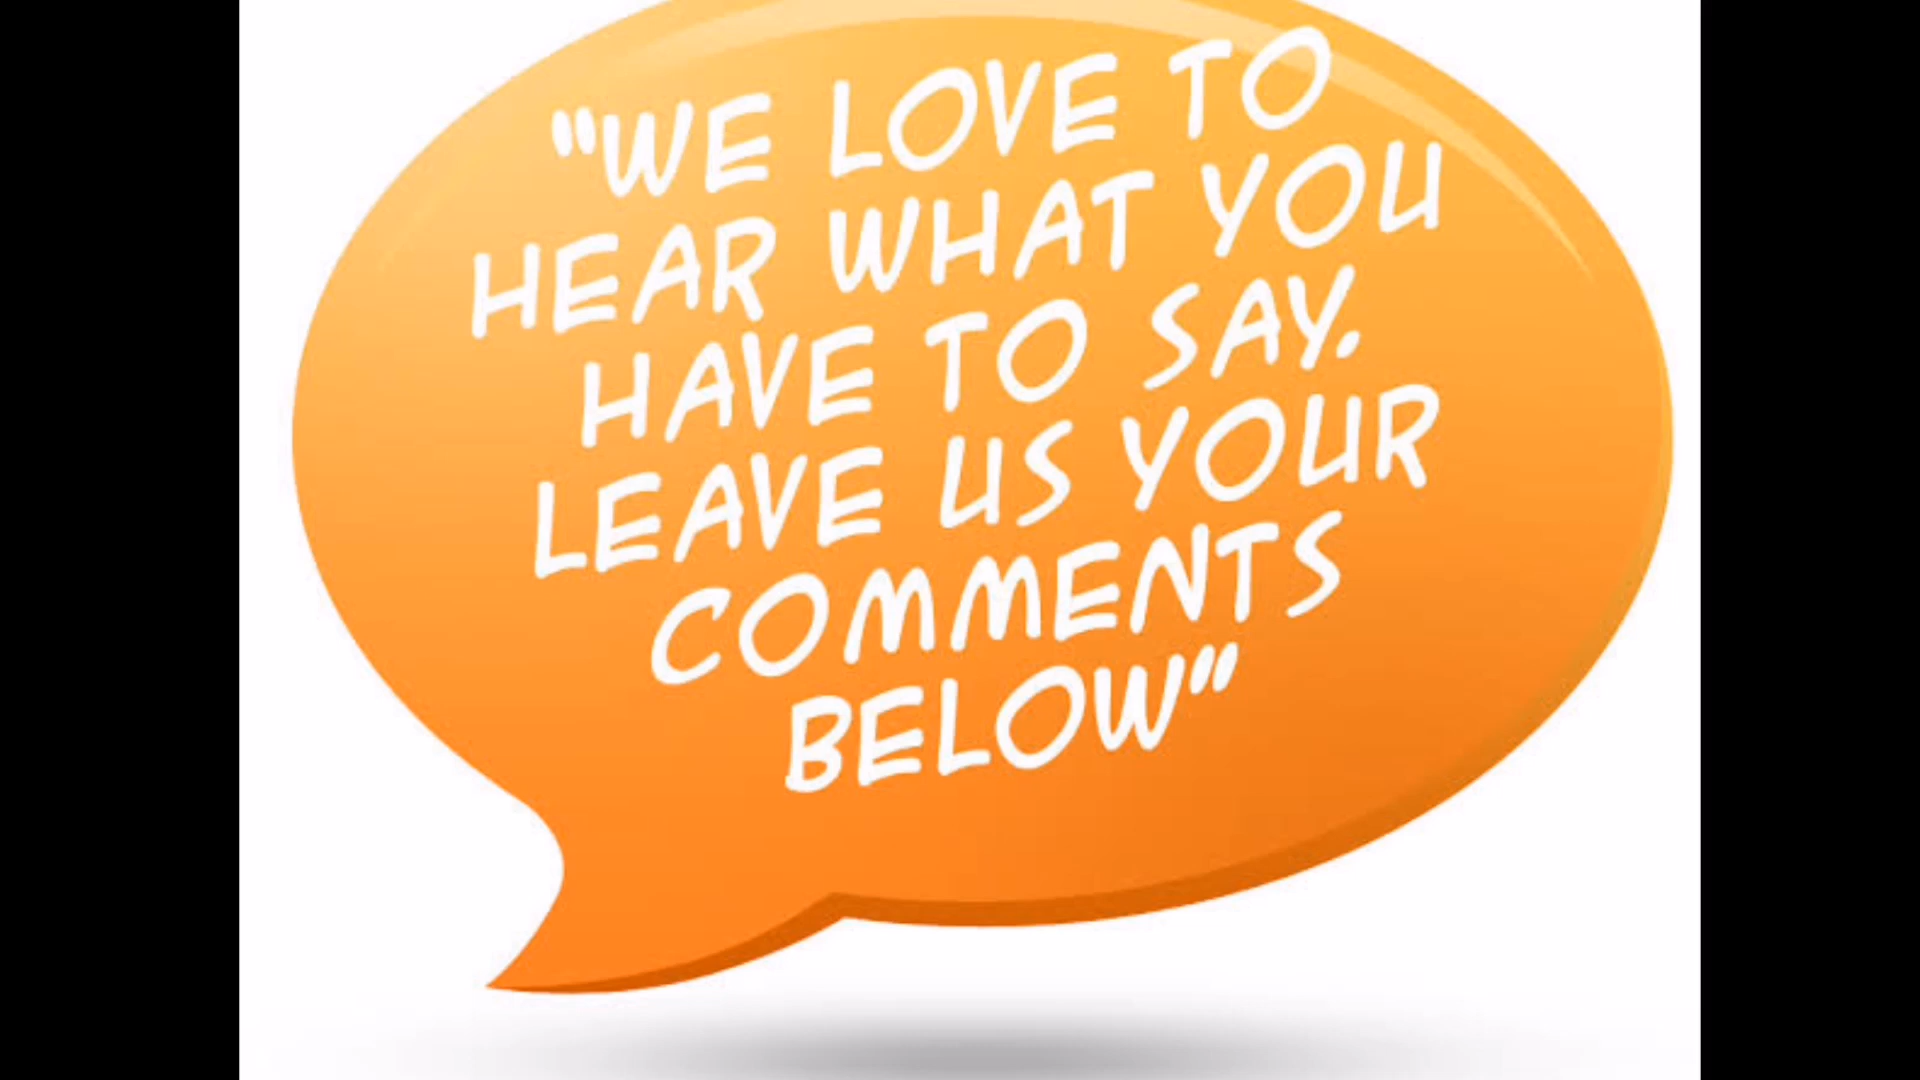 "WE LOVE TO
HEAR WHAT YOU
HAVE TO SAY.
LEAVE US YOUR
COMMENTS
BELOW"